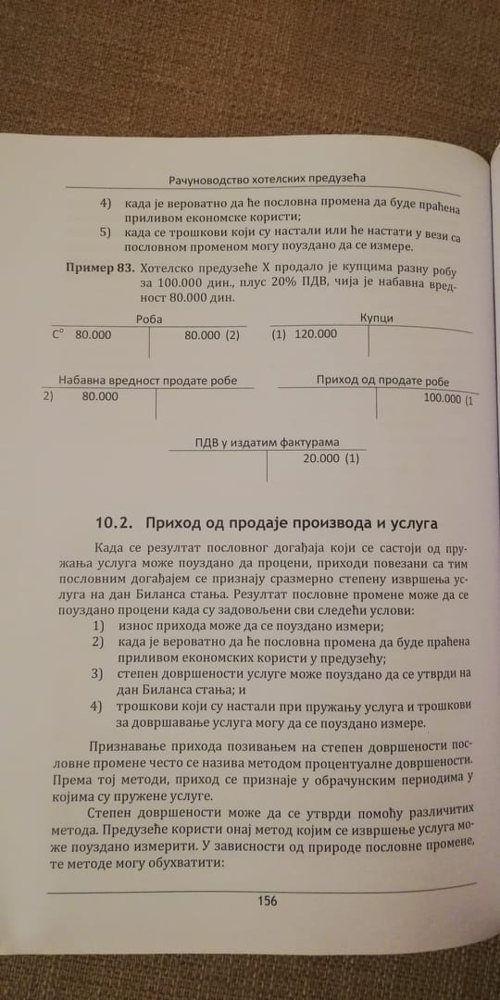 Рачуноводство хотелских предузећа
4) када је вероватно да ће пословна промена да буде праћена
приливом економске користи;
5) када се трошкови који су настали или ће настати у вези са
пословном променом могу поуздано да се измере.
Пример 83. Хотелско предузеће X продало је купцима разну робу
за 100.000 дин., плус 20% ПДВ, чија је набавна вред-
ност 80.000 дин.
Роба
Купци
С° 80.000 80.000 (2)
(1) 120.000
Набавна вредност продате робе
Приход од продате робе
2) 80.000
100.000 (1
ПДВ у издатим фактурама
20.000 (1)
10.2. Приход од продаје производа и услуга
Када се резултат пословног догађаја који се састоји од пру-
жања услуга може поуздано да процени, приходи повезани са тим
пословним догађајем се признају сразмерно степену извршења ус-
луга на дан Биланса стања. Резултат пословне промене може да се
поуздано процени када су задовољени сви следећи услови:
1) износ прихода може да се поуздано измери;
2) када је вероватно да ће пословна промена да буде праћена
приливом економских користи у предузећу;
3) степен довршености услуге може поуздано да се утврди на
дан Биланса стања; и
4) трошкови који су настали при пружању услуга и трошкови
за довршавање услуга могу да се поуздано измере.
Признавање прихода позивањем на степен довршености пос-
ловне промене често се назива методом процентуалне довршености.
Према тој методи, приход се признаје у обрачунским периодима у
којима су пружене услуге.
Степен довршености може да се утврди помоћу различитих
метода. Предузеће користи онај метод којим се извршење услуга мо-
же поуздано измерити. У зависности од природе пословне промене,
те методе могу обухватити:
156